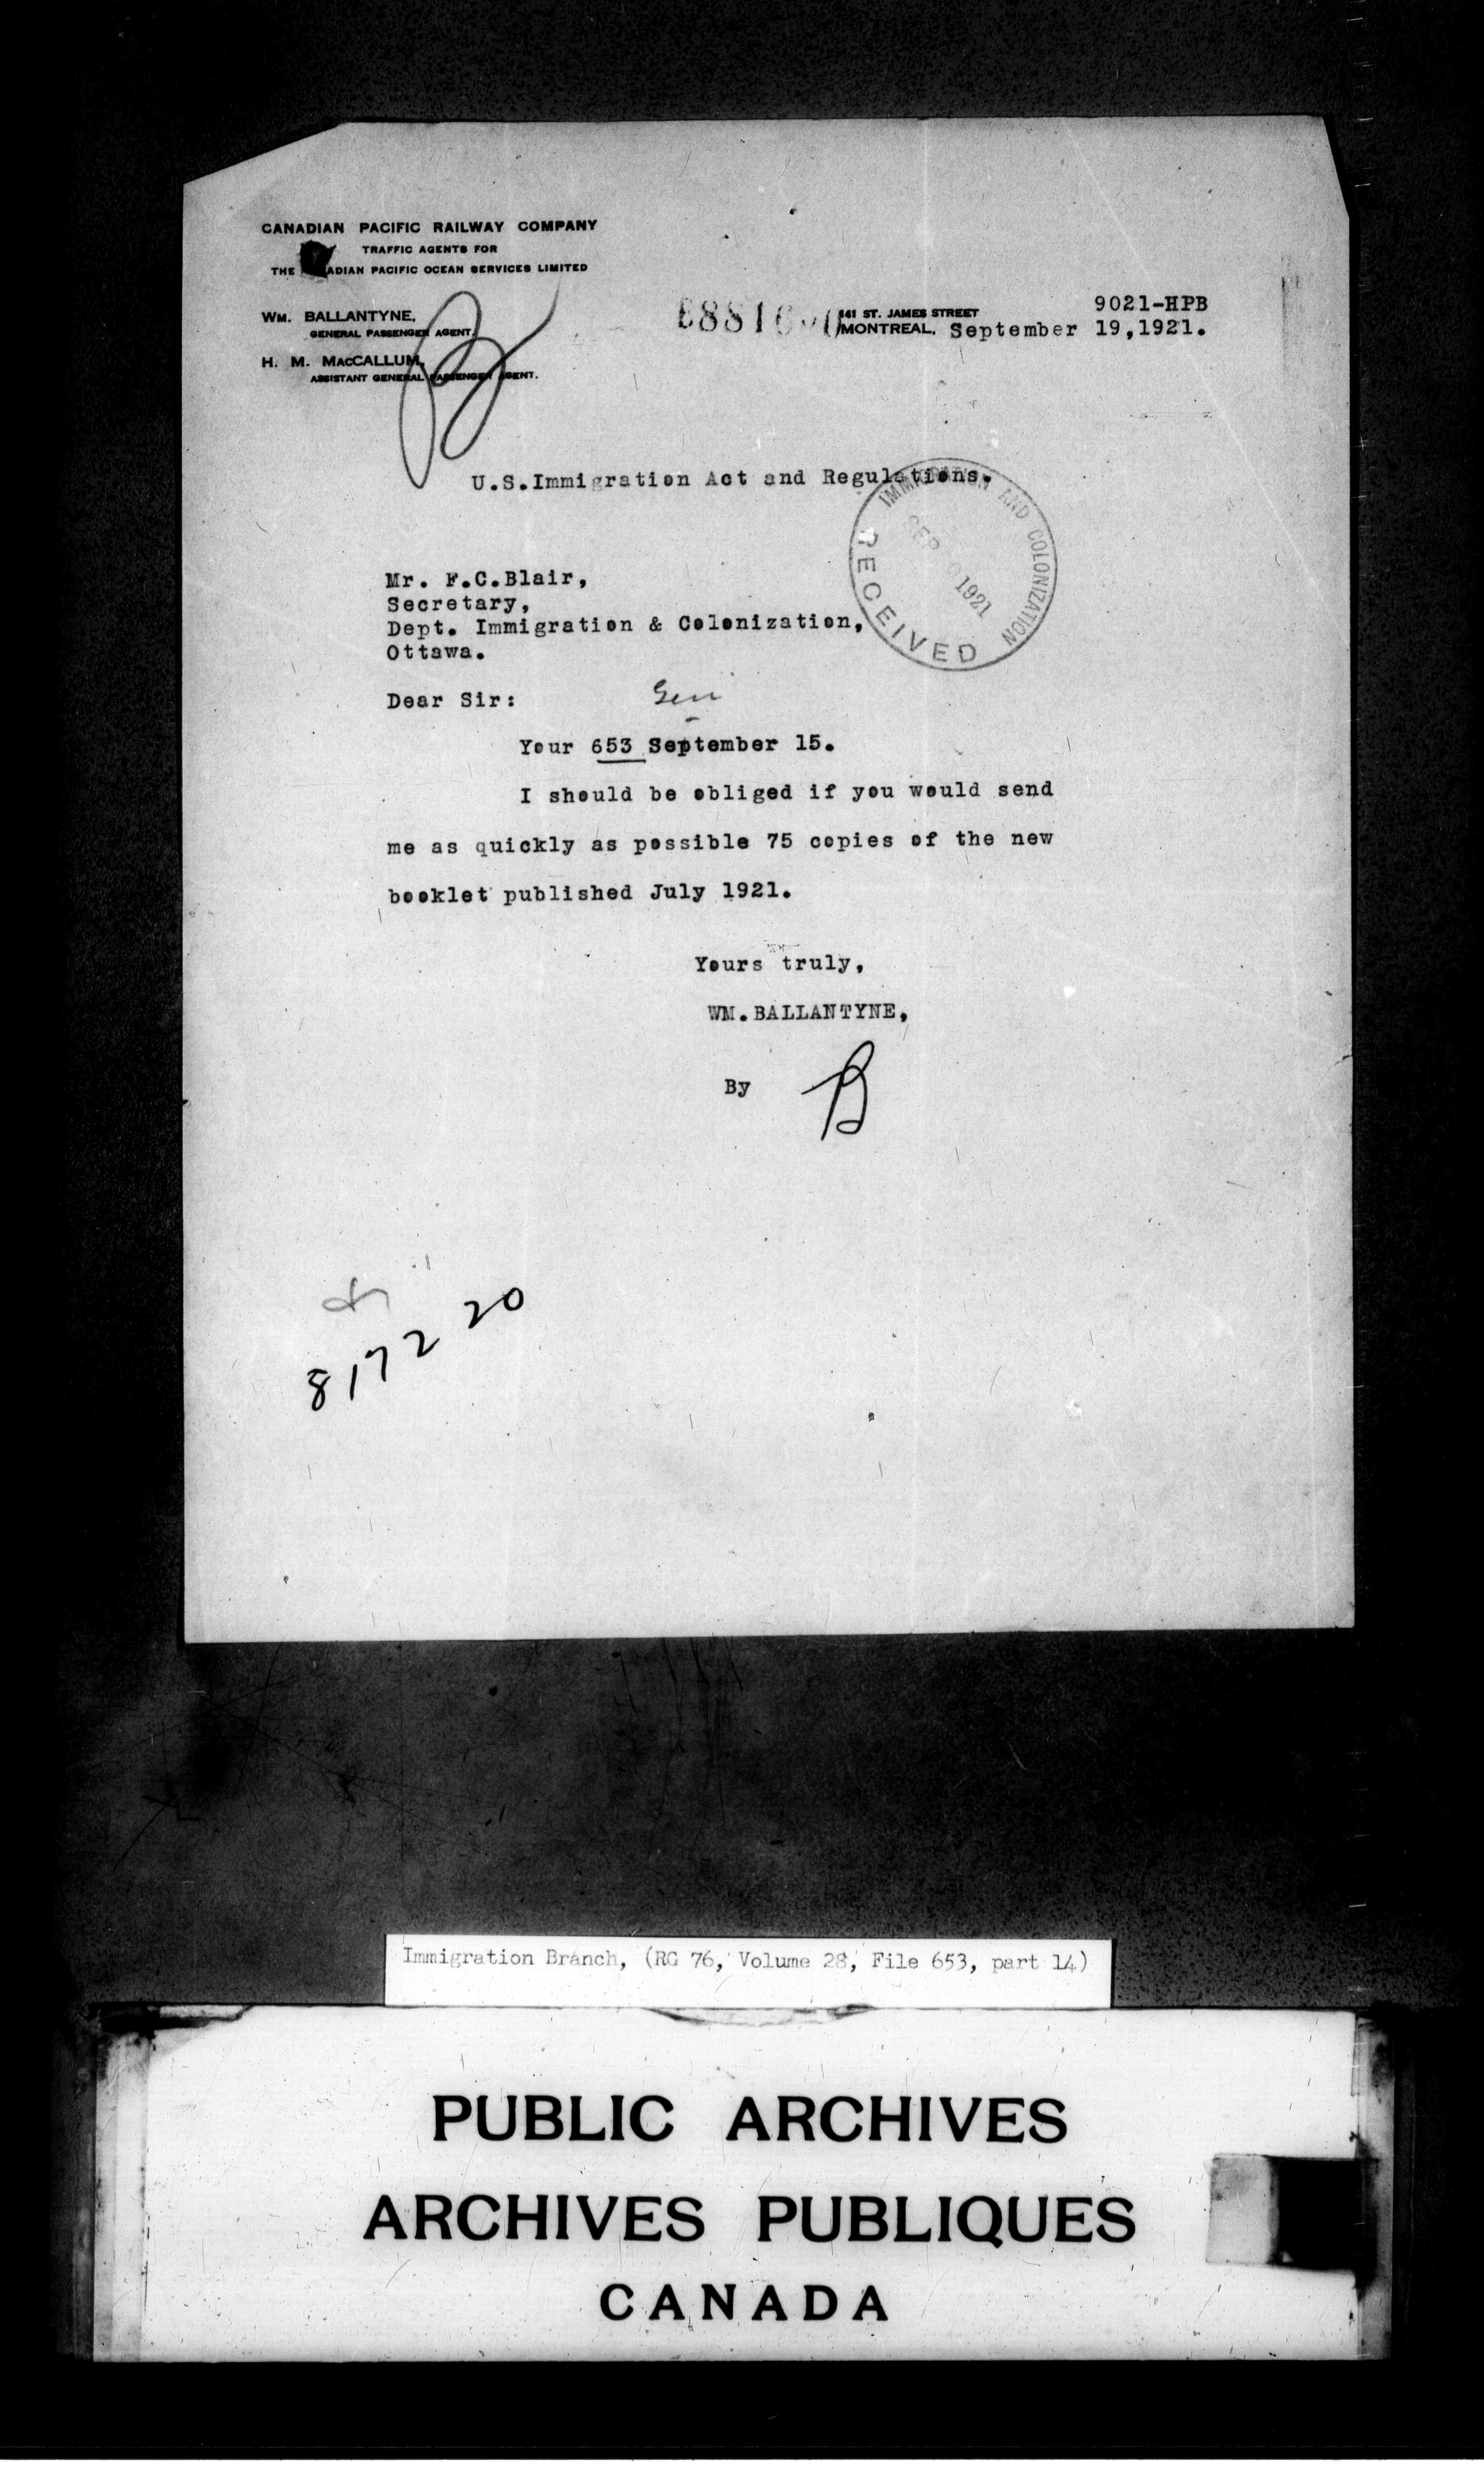 CANADIAN PACIFIC RAILWAY COMPANY
TRAFFIC AGENTS FOR
THE ADIAN PACIFIC OCEAN SERVICES LIMITED
WM. BALLANTYNE,
GENERAL PASSENGER AGENT.
H. M. MACCALLUM,
ASSISTANT GENERAL PASSENGER AGENT.
9021-HPB
141 ST. JAMES STREET
MONTREAL, September 19,1921.
U.S.Immigration Act and Regulations.
IMMIGRATION AND COLONIZATION
SEP 1921
RECEIVED
Mr. F.C.Blair,
Secretary,
Dept. Immigration & Colonization,
Ottawa.
Dear Sir:
Your 653 September 15.
I should be obliged if you would send
me as quickly as possible 75 copies of the new
booklet published July 1921.
Yours truly,
WM.BALLANTYNE,
By B
817220
Immigration Branch, (RG 76, Volume 28, File 653, part 14)
PUBLIC ARCHIVES
ARCHIVES PUBLIQUES
CANADA